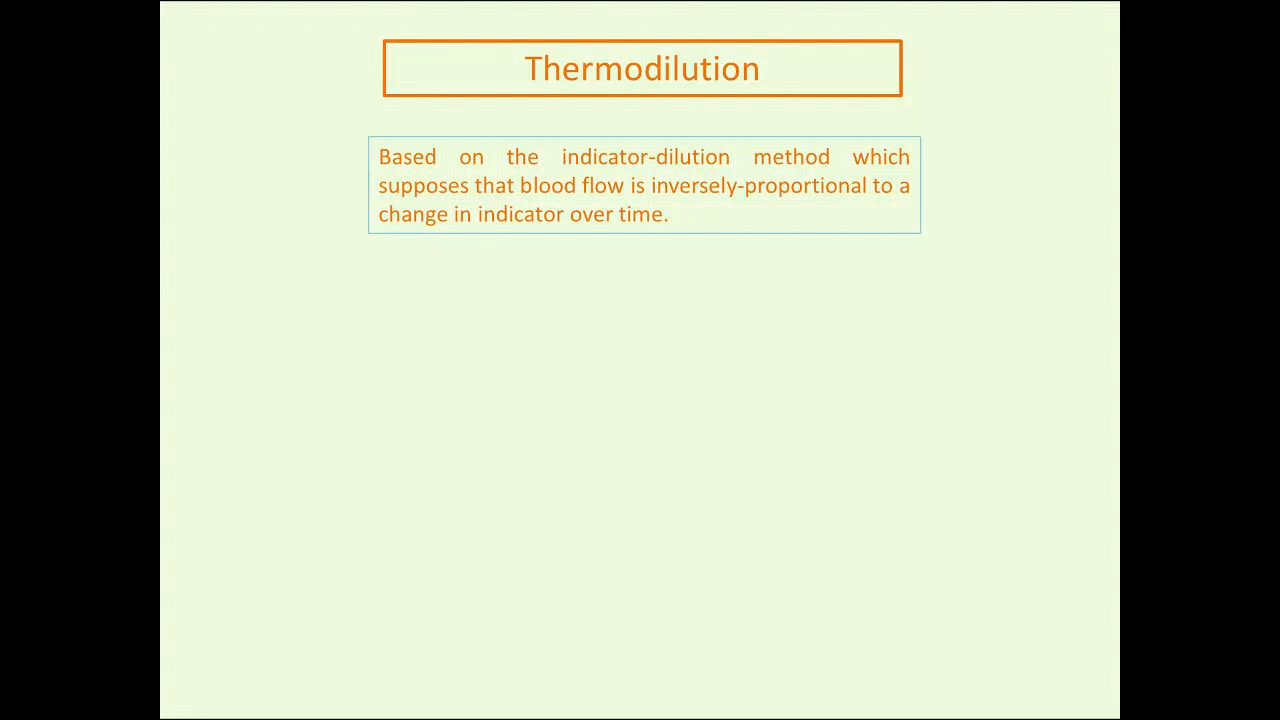 Thermodilution
Based on the indicator-dilution method which
supposes that blood flow is inversely-proportional to a
change in indicator over time.